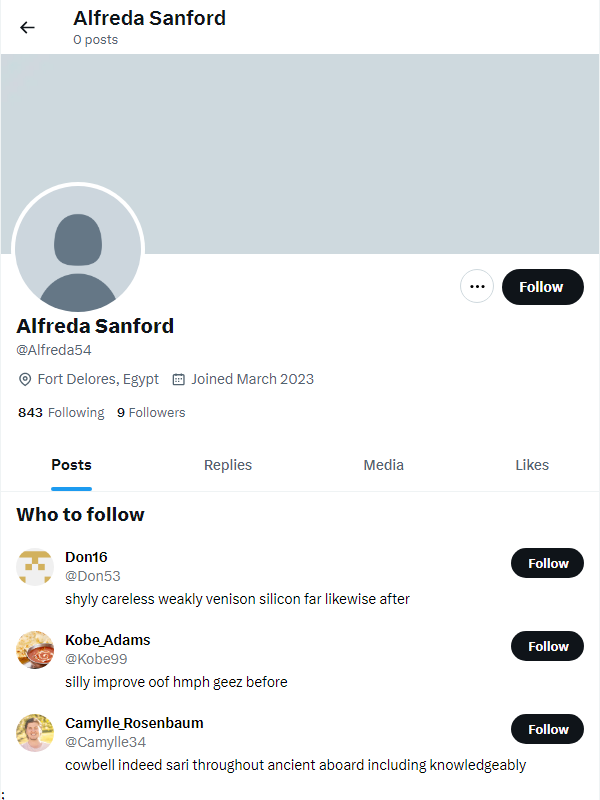 Alfreda Sanford
0 posts
Follow
Alfreda Sanford
@Alfreda54
Fort Delores, Egypt Joined March 2023
843 Following 9 Followers
Posts Replies Media Likes
Who to follow
Don16
@Don53
Follow
shyly careless weakly venison silicon far likewise after
Kobe_Adams
@Kobe99
Follow
silly improve oof hmph geez before
Camylle_Rosenbaum
@Camylle34
Follow
cowbell indeed sari throughout ancient aboard including knowledgeably
;